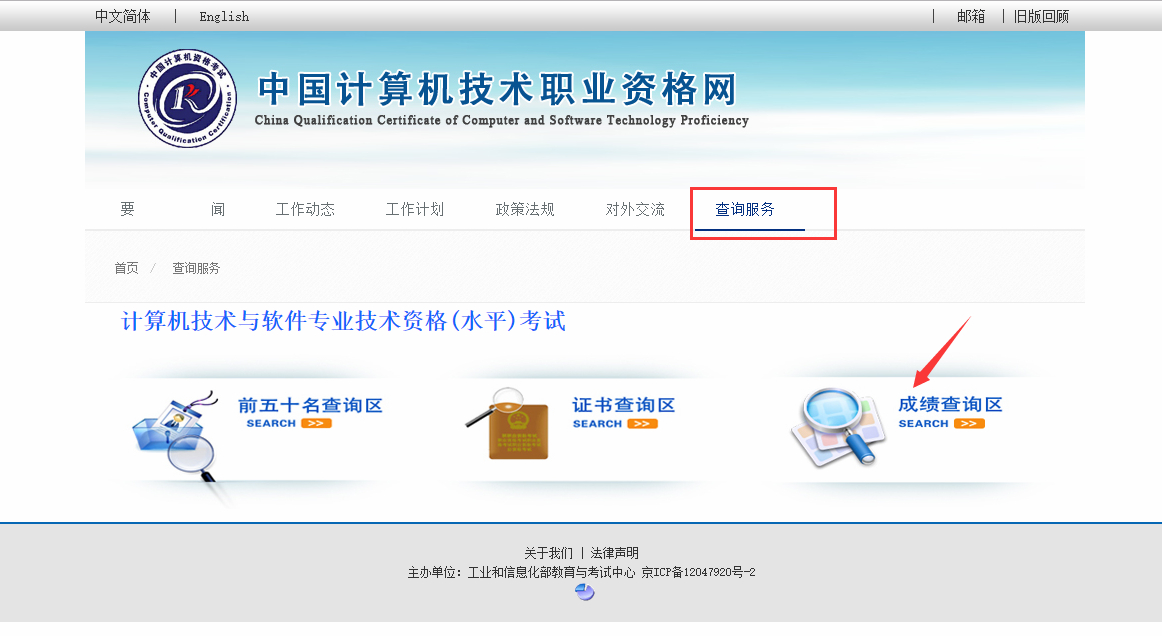 中文简体 | English | 邮箱 | 旧版回顾
中国计算机资格考试
Computer Qualification Certification
中国计算机技术职业资格网
China Qualification Certificate of Computer and Software Technology Proficiency
要 闻 工作动态 工作计划 政策法规 对外交流 查询服务
首页 / 查询服务
计算机技术与软件专业技术资格(水平)考试
前五十名查询区
SEARCH >>
证书查询区
SEARCH >>
成绩查询区
SEARCH >>
关于我们 | 法律声明
主办单位：工业和信息化部教育与考试中心 京ICP备12047920号-2